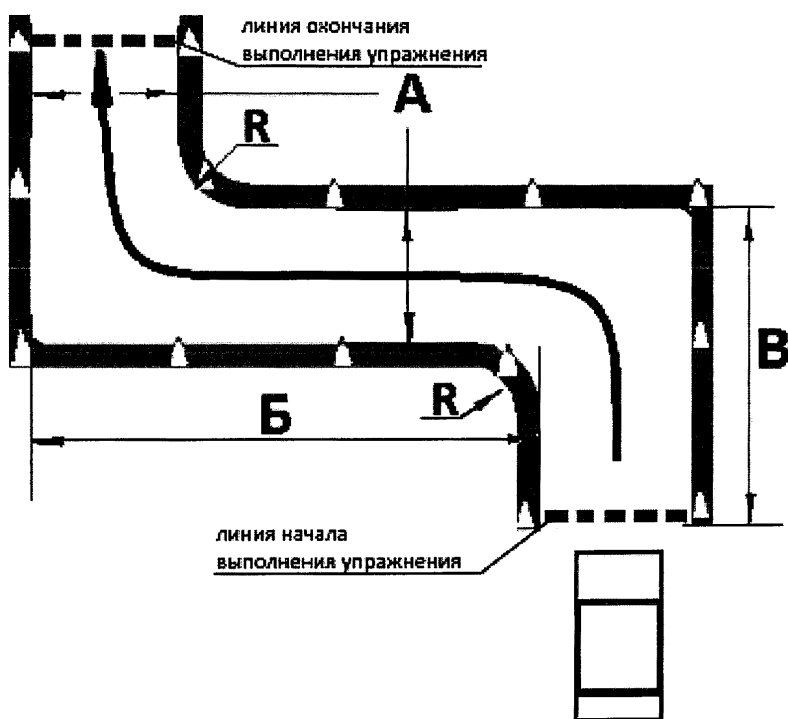 линия окончания
выполнения упражнения
А
R
В
R
Б
линия начала
выполнения упражнения